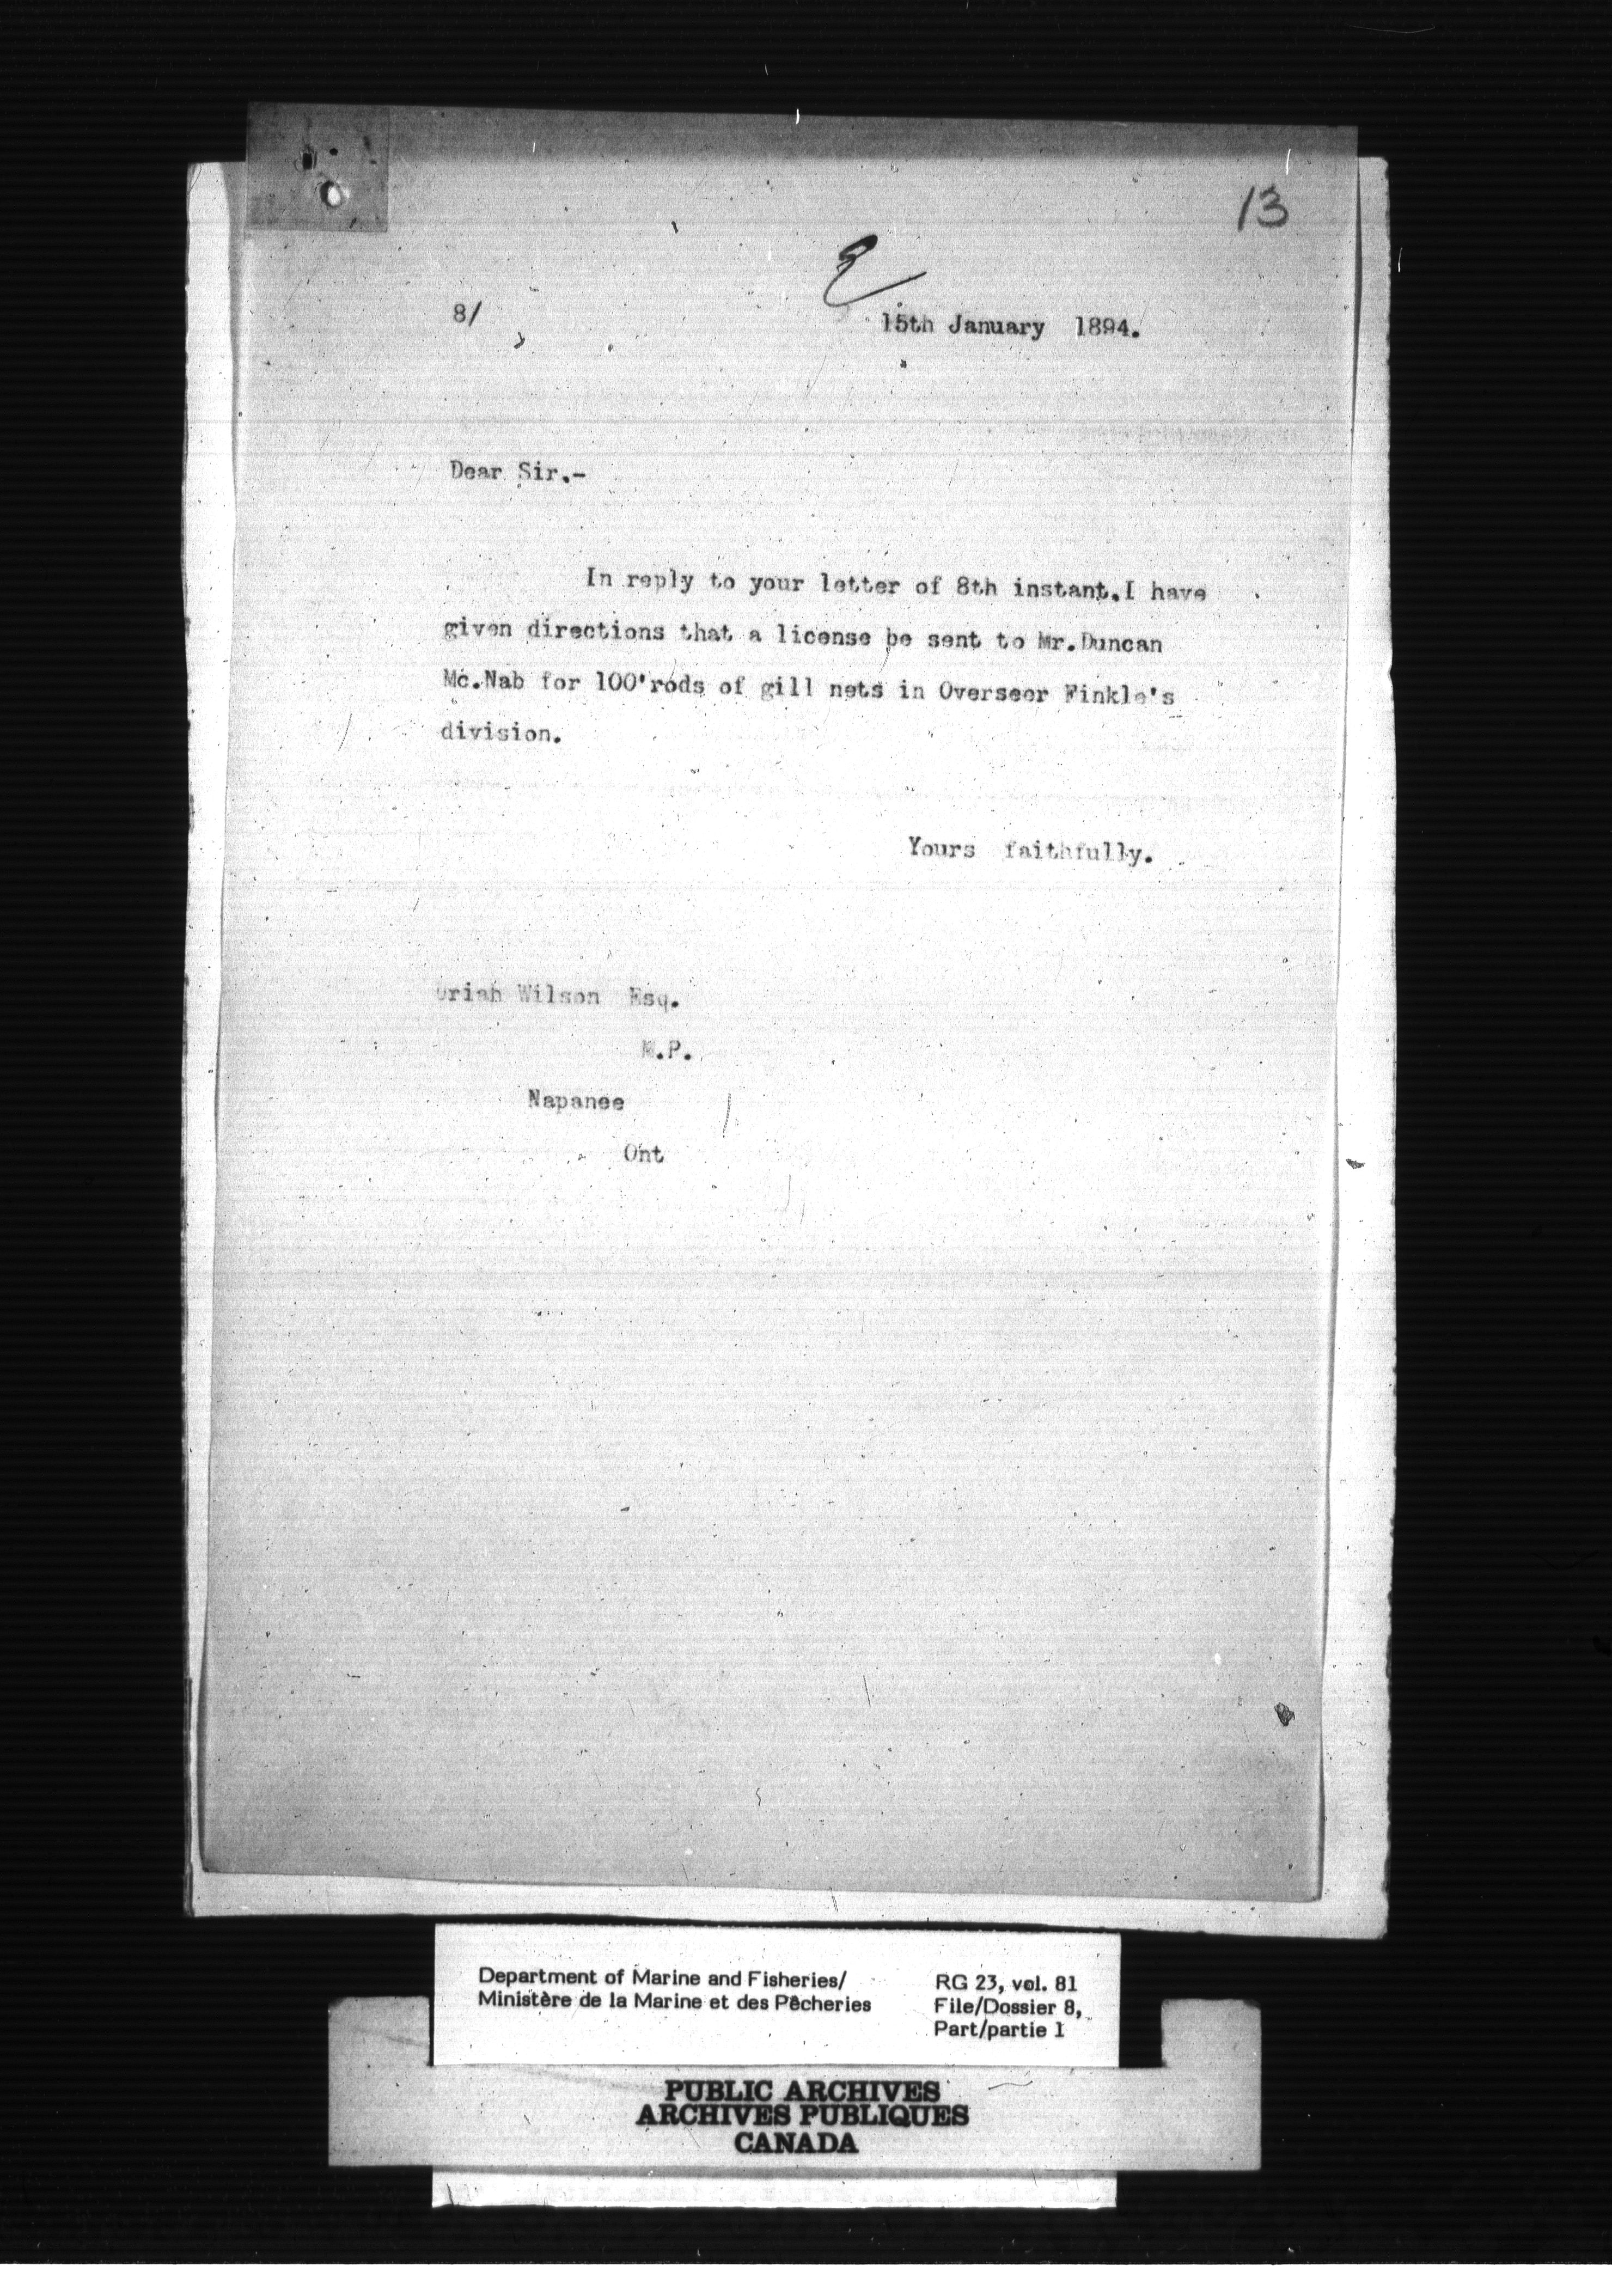 13
8/
15th January 1894.
Dear Sir.-
In reply to your letter of 8th instant.I have
given directions that a license be sent to Mr.Duncan
Mc.Nab for 100'rods of gill nets in Overseer Finkle's
division.
Yours faithfully.
Uriah Wilson Esq.
M.P.
Napanee
Ont
Department of Marine and Fisheries/
Ministère de la Marine et des Pêcheries
RG 23, vol. 81
File/Dossier 8,
Part/partie 1
PUBLIC ARCHIVES
ARCHIVES PUBLIQUES
CANADA